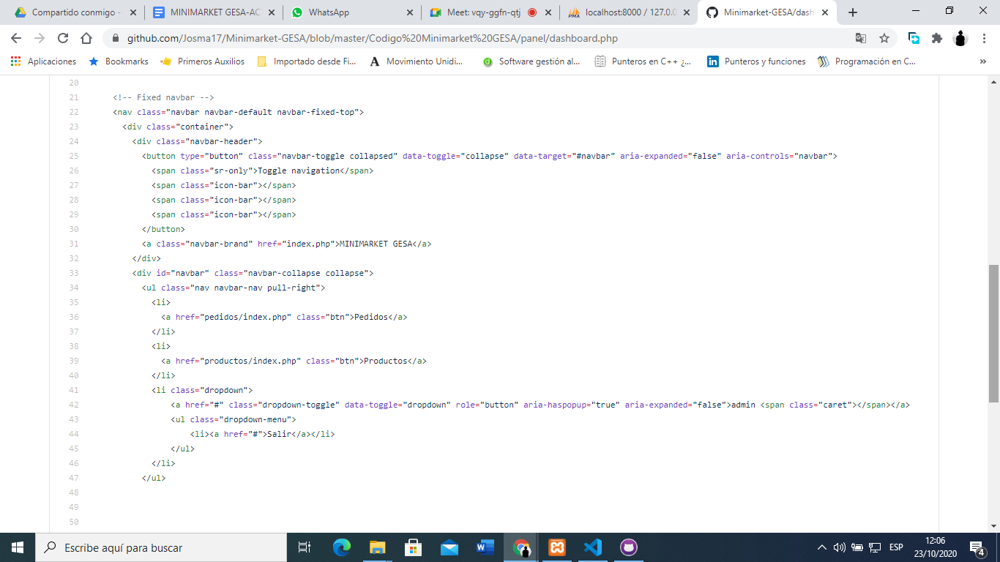 Compartido conmigo -
MINIMARKET GESA-AC
WhatsApp
Meet: vqy-ggfn-qtj
localhost:8000 / 127.0.0
Minimarket-GESA/dash
github.com/Josma17/Minimarket-GESA/blob/master/Codigo%20Minimarket%20GESA/panel/dashboard.php
Aplicaciones
Bookmarks
Primeros Auxilios
Importado desde Fi...
Movimiento Unidi...
Software gestión al...
Punteros en C++ ¿...
Punteros y funciones
Programación en C...
»
20
21 <!-- Fixed navbar -->
22 <nav class="navbar navbar-default navbar-fixed-top">
23 <div class="container">
24 <div class="navbar-header">
25 <button type="button" class="navbar-toggle collapsed" data-toggle="collapse" data-target="#navbar" aria-expanded="false" aria-controls="navbar">
26 <span class="sr-only">Toggle navigation</span>
27 <span class="icon-bar"></span>
28 <span class="icon-bar"></span>
29 <span class="icon-bar"></span>
30 </button>
31 <a class="navbar-brand" href="index.php">MINIMARKET GESA</a>
32 </div>
33 <div id="navbar" class="navbar-collapse collapse">
34 <ul class="nav navbar-nav pull-right">
35 <li>
36 <a href="pedidos/index.php" class="btn">Pedidos</a>
37 </li>
38 <li>
39 <a href="productos/index.php" class="btn">Productos</a>
40 </li>
41 <li class="dropdown">
42 <a href="#" class="dropdown-toggle" data-toggle="dropdown" role="button" aria-haspopup="true" aria-expanded="false">admin <span class="caret"></span></a>
43 <ul class="dropdown-menu">
44 <li><a href="#">Salir</a></li>
45 </ul>
46 </li>
47 </ul>
48
49
50
Escribe aquí para buscar
ESP
12:06
23/10/2020
4